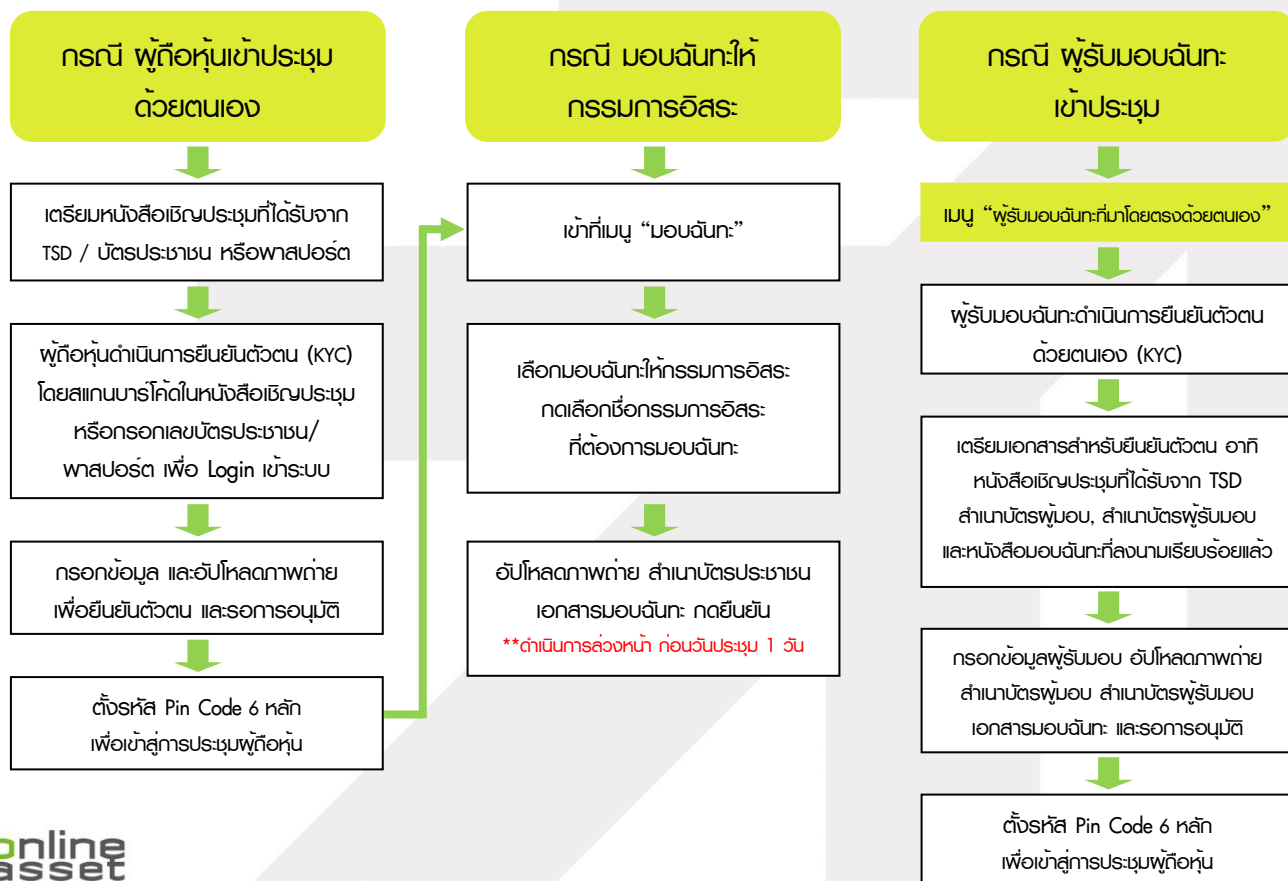 กรณี ผู้ถือหุ้นเข้าประชุม
ด้วยตนเอง
เตรียมหนังสือเชิญประชุมที่ได้รับจาก
TSD / บัตรประชาชน หรือพาสปอร์ต
ผู้ถือหุ้นดำเนินการยืนยันตัวตน (KYC)
โดยสแกนบาร์โค้ดในหนังสือเชิญประชุม
หรือกรอกเลขบัตรประชาชน/
พาสปอร์ต เพื่อ Login เข้าระบบ
กรอกข้อมูล และอัปโหลดภาพถ่าย
เพื่อยืนยันตัวตน และรอการอนุมัติ
ตั้งรหัส Pin Code 6 หลัก
เพื่อเข้าสู่การประชุมผู้ถือหุ้น
กรณี มอบฉันทะให้
กรรมการอิสระ
เข้าที่เมนู “มอบฉันทะ”
เลือกมอบฉันทะให้กรรมการอิสระ
กดเลือกชื่อกรรมการอิสระ
ที่ต้องการมอบฉันทะ
อัปโหลดภาพถ่าย สำเนาบัตรประชาชน
เอกสารมอบฉันทะ กดยืนยัน
**ดำเนินการล่วงหน้า ก่อนวันประชุม 1 วัน
กรณี ผู้รับมอบฉันทะ
เข้าประชุม
เมนู “ผู้รับมอบฉันทะที่มาโดยตรงด้วยตนเอง”
ผู้รับมอบฉันทะดำเนินการยืนยันตัวตน
ด้วยตนเอง (KYC)
เตรียมเอกสารสำหรับยืนยันตัวตน อาทิ
หนังสือเชิญประชุมที่ได้รับจาก TSD
สำเนาบัตรผู้มอบ, สำเนาบัตรผู้รับมอบ
และหนังสือมอบฉันทะที่ลงนามเรียบร้อยแล้ว
กรอกข้อมูลผู้รับมอบ อัปโหลดภาพถ่าย
สำเนาบัตรผู้มอบ สำเนาบัตรผู้รับมอบ
เอกสารมอบฉันทะ และรอการอนุมัติ
ตั้งรหัส Pin Code 6 หลัก
เพื่อเข้าสู่การประชุมผู้ถือหุ้น
online
asset